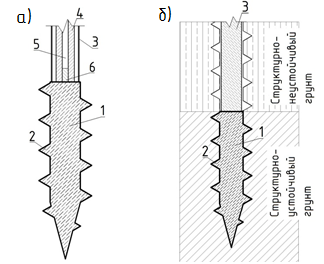 а)
4
5
3
6
1
2
б)
3
1
2
Структурно-
неустойчивый
грунт
Структурно-
устойчивый
грунт